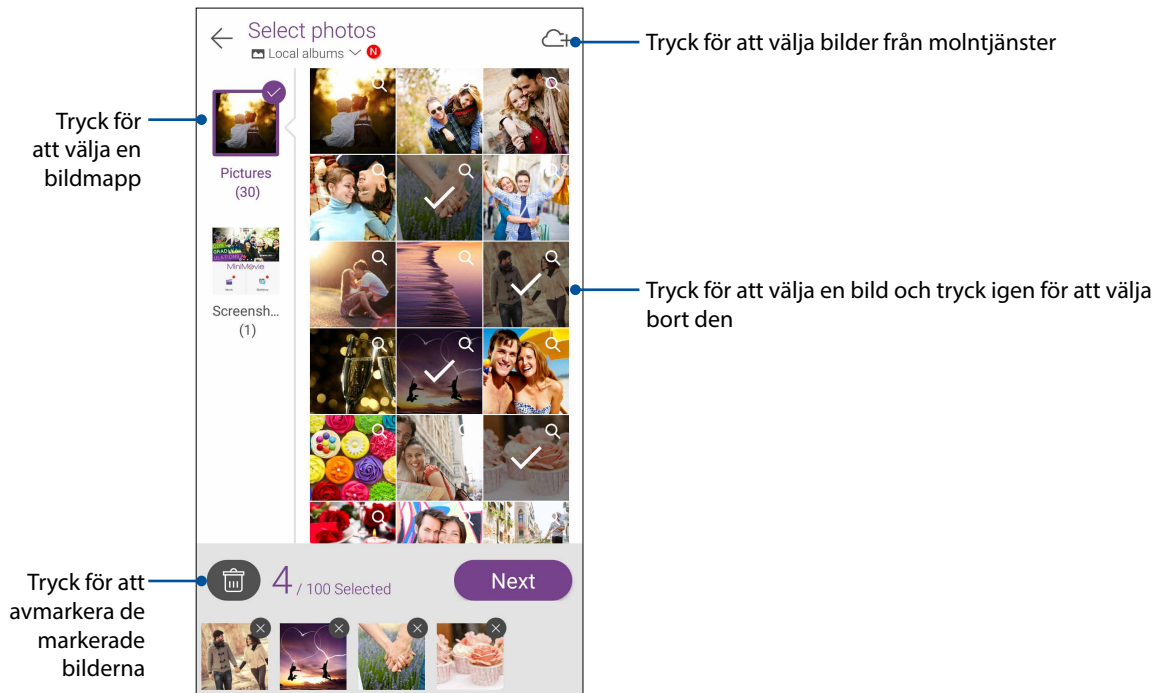 Select photos
Local albums
N
Tryck för att välja bilder från molntjänster
Tryck för
att välja en
bildmapp
Pictures
(30)
MiniMovie
Screensh...
(1)
Tryck för att välja en bild och tryck igen för att välja
bort den
Tryck för att
avmarkera de
markerade
bilderna
4 / 100 Selected
Next